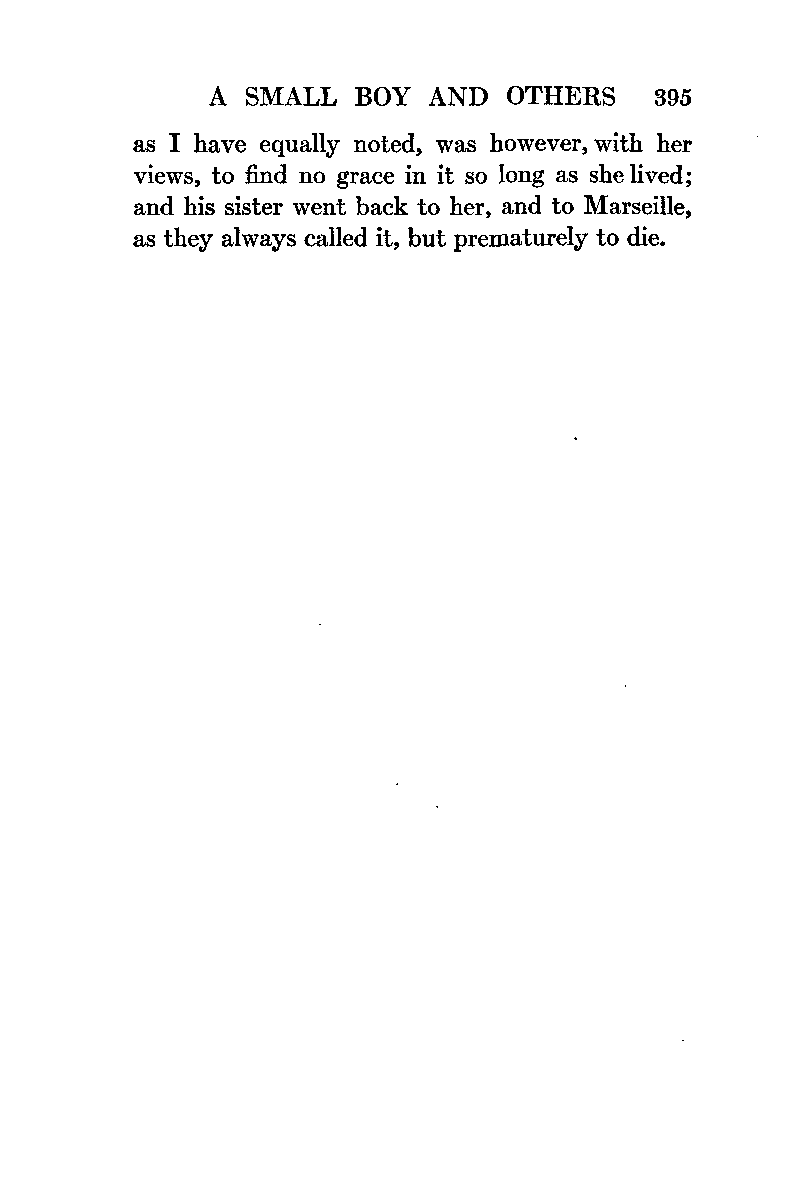 A SMALL BOY AND OTHERS 395
as I have equally noted, was however, with her
views, to find no grace in it so long as she lived;
and his sister went back to her, and to Marseille,
as they always called it, but prematurely to die.